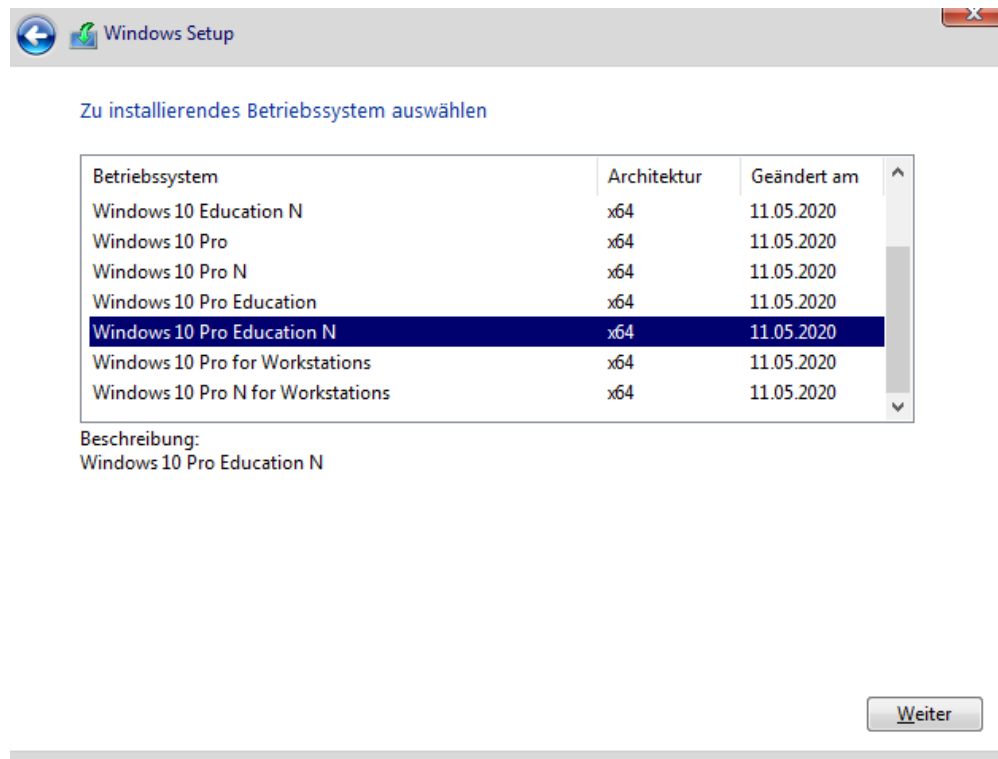 Windows Setup
Zu installierendes Betriebssystem auswählen
Betriebssystem Architektur Geändert am
Windows 10 Education N x64 11.05.2020
Windows 10 Pro x64 11.05.2020
Windows 10 Pro N x64 11.05.2020
Windows 10 Pro Education x64 11.05.2020
Windows 10 Pro Education N x64 11.05.2020
Windows 10 Pro for Workstations x64 11.05.2020
Windows 10 Pro N for Workstations x64 11.05.2020
Beschreibung:
Windows 10 Pro Education N
Weiter